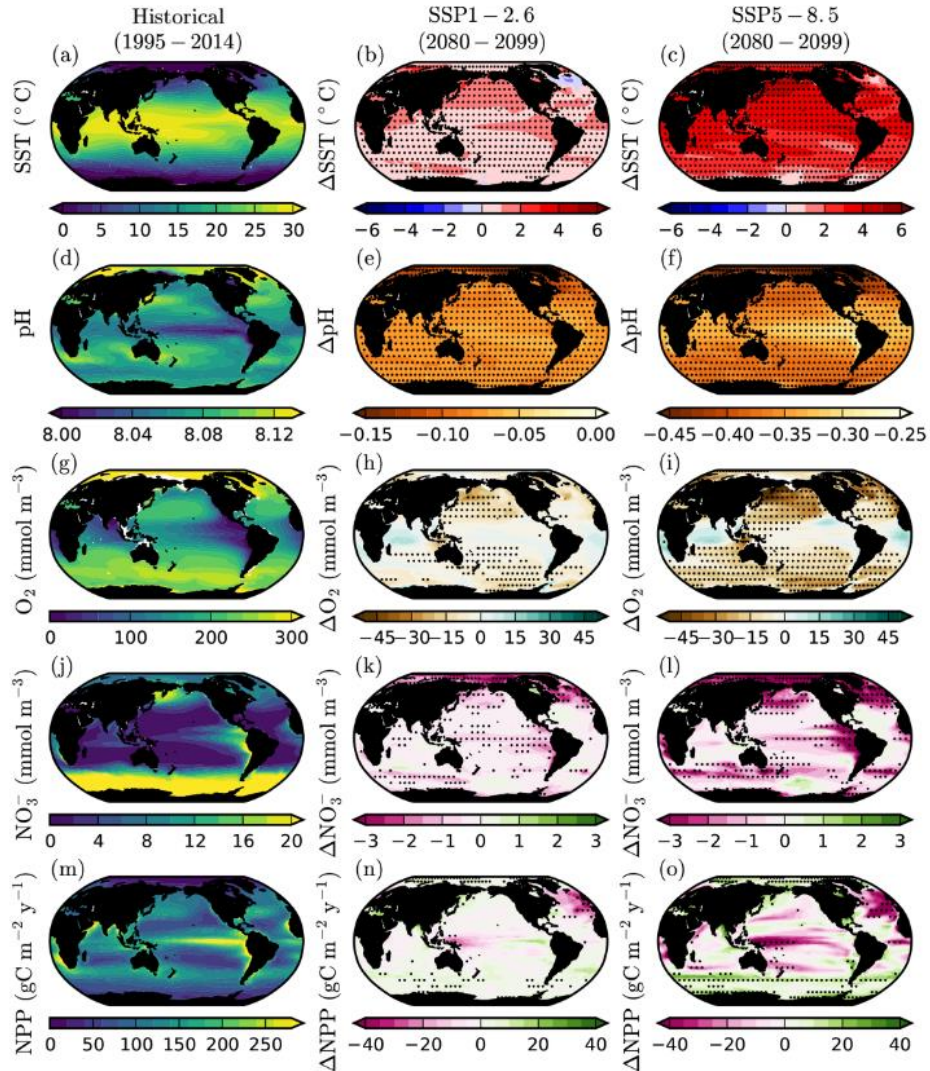 Historical
(1995 − 2014)
SSP1 − 2.6
(2080 − 2099)
SSP5 − 8.5
(2080 − 2099)
(a)
(b)
(c)
SST (°C)
ΔSST
ΔSST
0 5 10 15 20 25 30
−6 −4 −2 0 2 4 6
−6 −4 −2 0 2 4 6
(d)
(e)
(f)
pH
ΔpH
ΔpH
8.00 8.04 8.08 8.12
−0.15 −0.10 −0.05 0.00
−0.45 −0.40 −0.35 −0.30 −0.25
(g)
(h)
(i)
O₂ (mmol m⁻³)
ΔO₂ (mmol m⁻³)
ΔO₂ (mmol m⁻³)
0 100 200 300
−45 −30 −15 0 15 30 45
−45 −30 −15 0 15 30 45
(j)
(k)
(l)
NO₃⁻ (mmol m⁻³)
ΔNO₃⁻ (mmol m⁻³)
ΔNO₃⁻ (mmol m⁻³)
0 4 8 12 16 20
−3 −2 −1 0 1 2 3
−3 −2 −1 0 1 2 3
(m)
(n)
(o)
NPP (gC m⁻² y⁻¹)
ΔNPP (gC m⁻² y⁻¹)
ΔNPP (gC m⁻² y⁻¹)
0 50 100 150 200 250
−40 −20 0 20 40
−40 −20 0 20 40